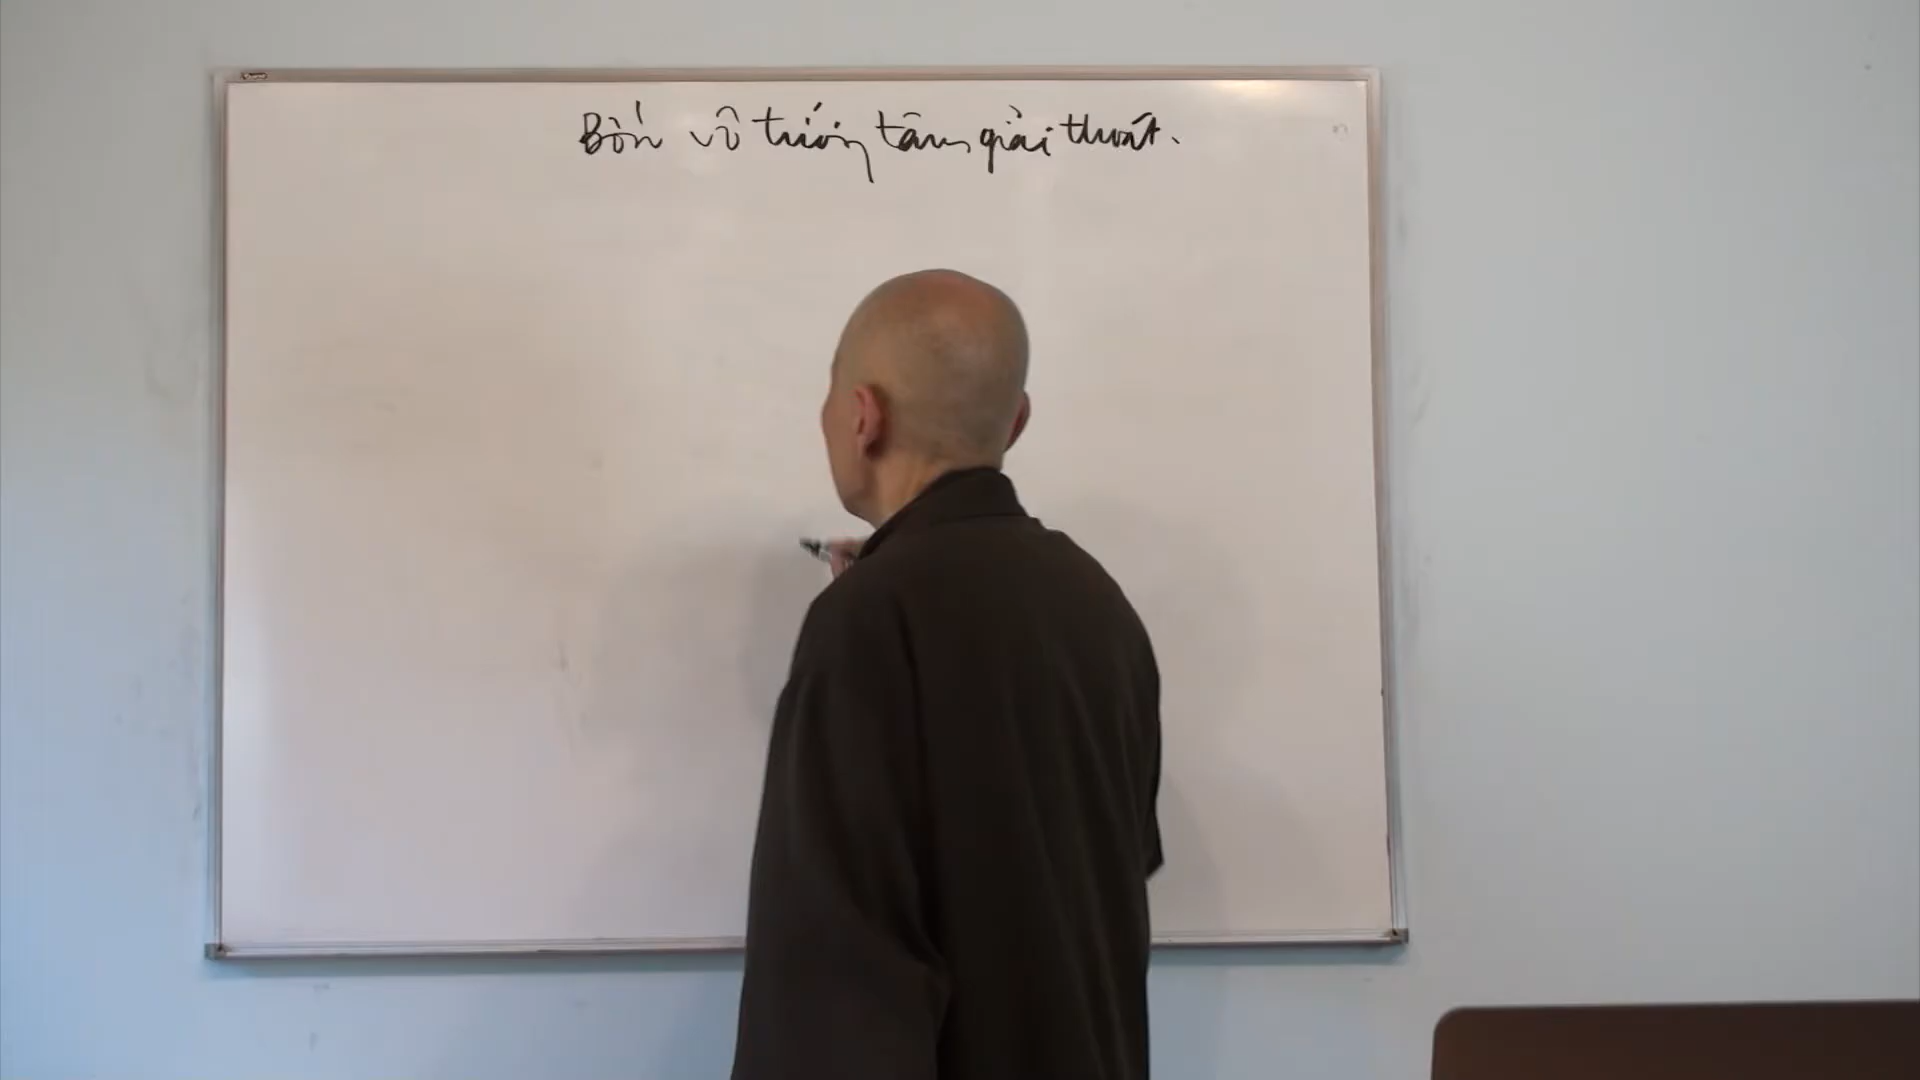 Bốn vô tướng tâm giải thoát.